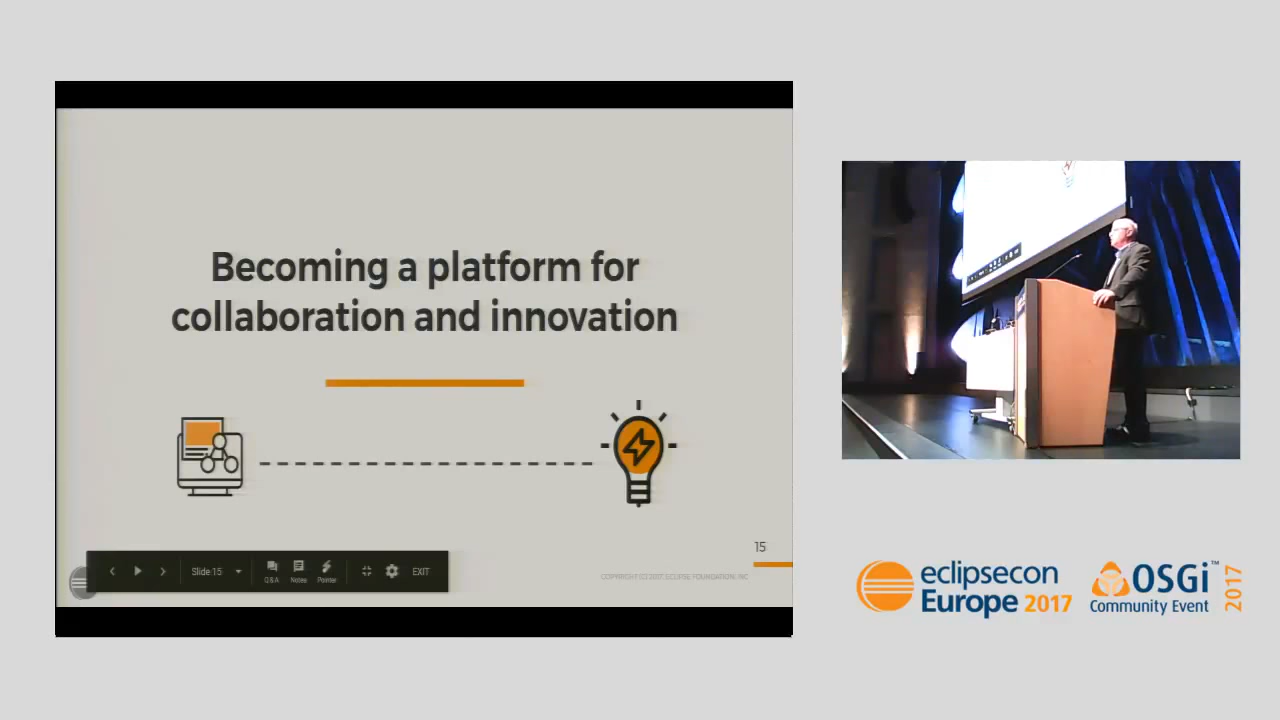 Becoming a platform for
collaboration and innovation
15
Slide 15
Q&A
Notes
Pointer
EXIT
COPYRIGHT (C) 2017, ECLIPSE FOUNDATION, INC
eclipsecon
Europe 2017
OSGi™
Community Event
2017